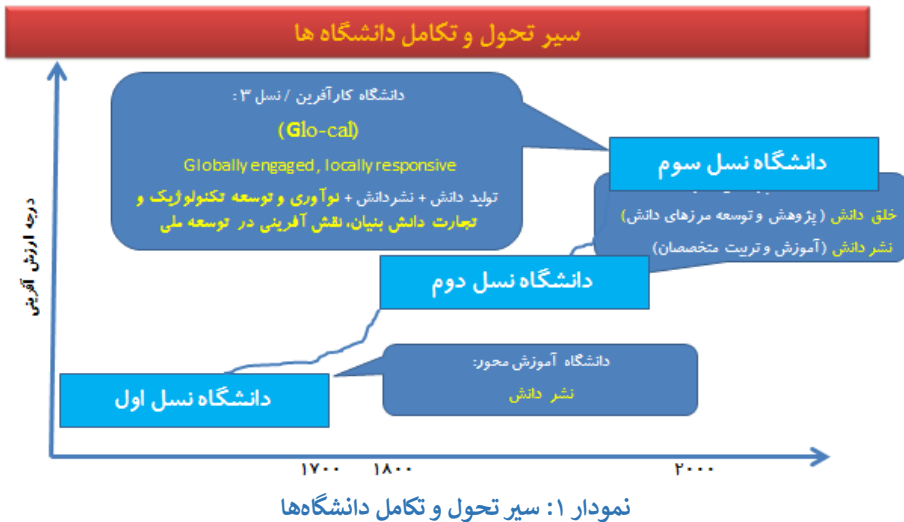 سیر تحول و تکامل دانشگاه ها
درجه ارزش آفرینی
دانشگاه کارآفرین / نسل ۳ :
(Glo-cal)
Globally engaged , locally responsive
تولید دانش + نشردانش + نوآوری و توسعه تکنولوژیک و
تجارت دانش بنیان، نقش آفرینی در توسعه ملی
دانشگاه نسل سوم
خلق دانش (پژوهش و توسعه مرزهای دانش)
نشر دانش (آموزش و تربیت متخصصان)
دانشگاه نسل دوم
دانشگاه آموزش محور:
نشر دانش
دانشگاه نسل اول
۱۷۰۰ ۱۸۰۰ ۲۰۰۰
نمودار ۱: سیر تحول و تکامل دانشگاه‌ها